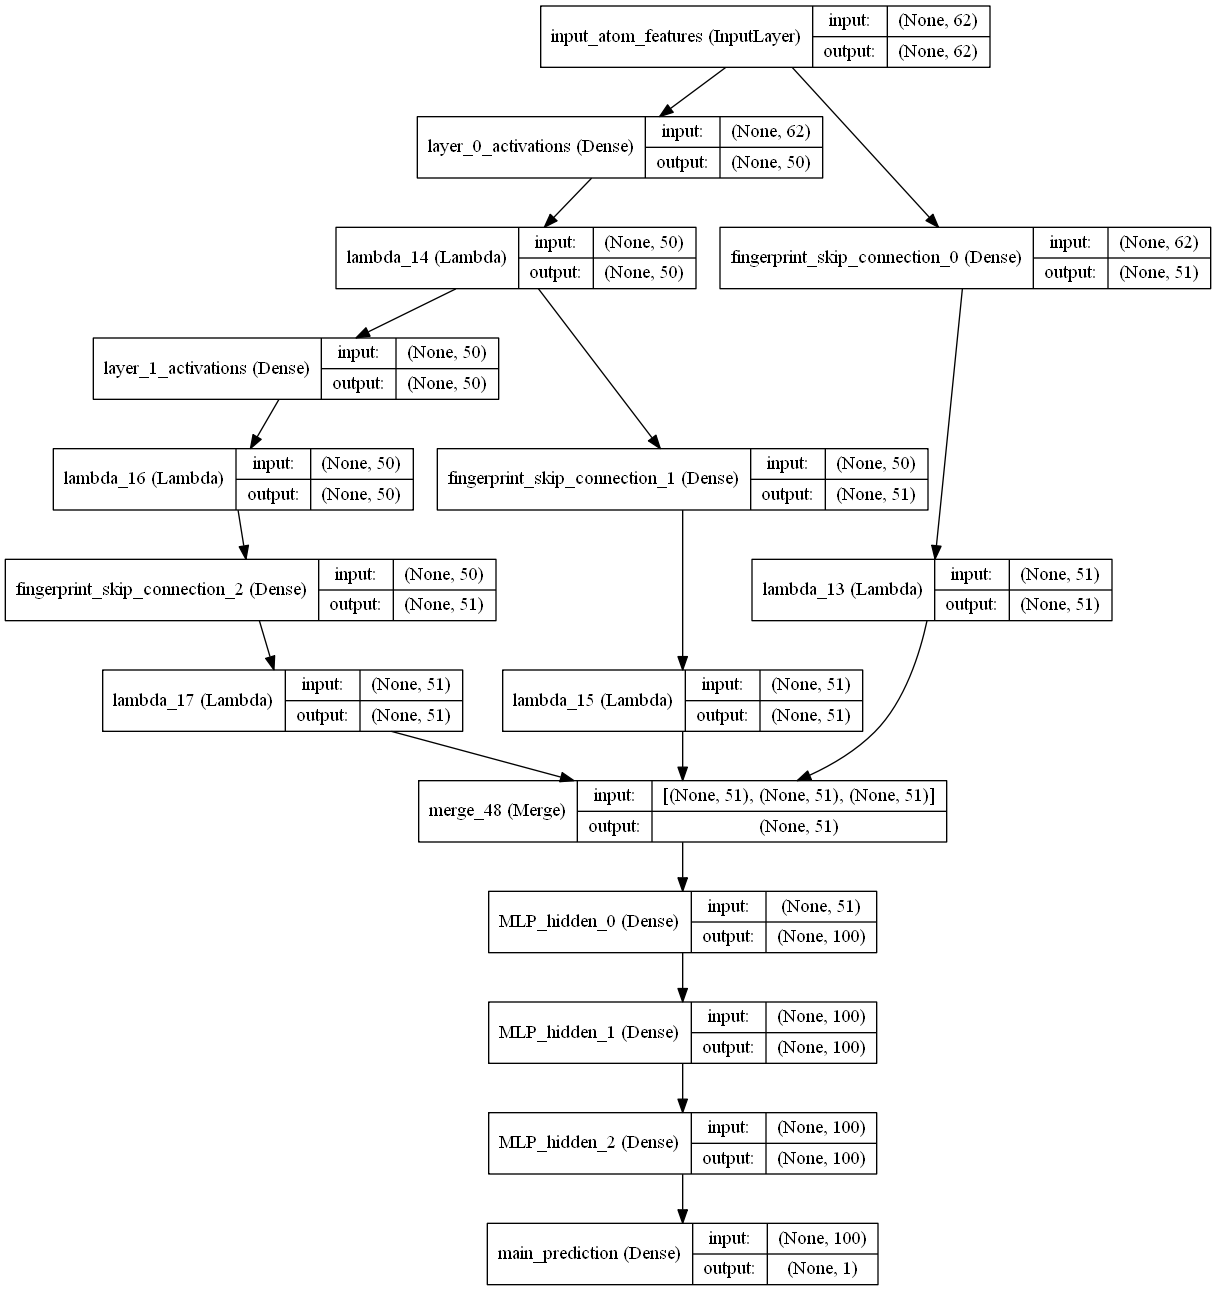 input_atom_features (InputLayer)
input: (None, 62)
output: (None, 62)
layer_0_activations (Dense)
input: (None, 62)
output: (None, 50)
lambda_14 (Lambda)
input: (None, 50)
output: (None, 50)
fingerprint_skip_connection_0 (Dense)
input: (None, 62)
output: (None, 51)
layer_1_activations (Dense)
input: (None, 50)
output: (None, 50)
lambda_16 (Lambda)
input: (None, 50)
output: (None, 50)
fingerprint_skip_connection_1 (Dense)
input: (None, 50)
output: (None, 51)
fingerprint_skip_connection_2 (Dense)
input: (None, 50)
output: (None, 51)
lambda_13 (Lambda)
input: (None, 51)
output: (None, 51)
lambda_17 (Lambda)
input: (None, 51)
output: (None, 51)
lambda_15 (Lambda)
input: (None, 51)
output: (None, 51)
merge_48 (Merge)
input: [(None, 51), (None, 51), (None, 51)]
output: (None, 51)
MLP_hidden_0 (Dense)
input: (None, 51)
output: (None, 100)
MLP_hidden_1 (Dense)
input: (None, 100)
output: (None, 100)
MLP_hidden_2 (Dense)
input: (None, 100)
output: (None, 100)
main_prediction (Dense)
input: (None, 100)
output: (None, 1)